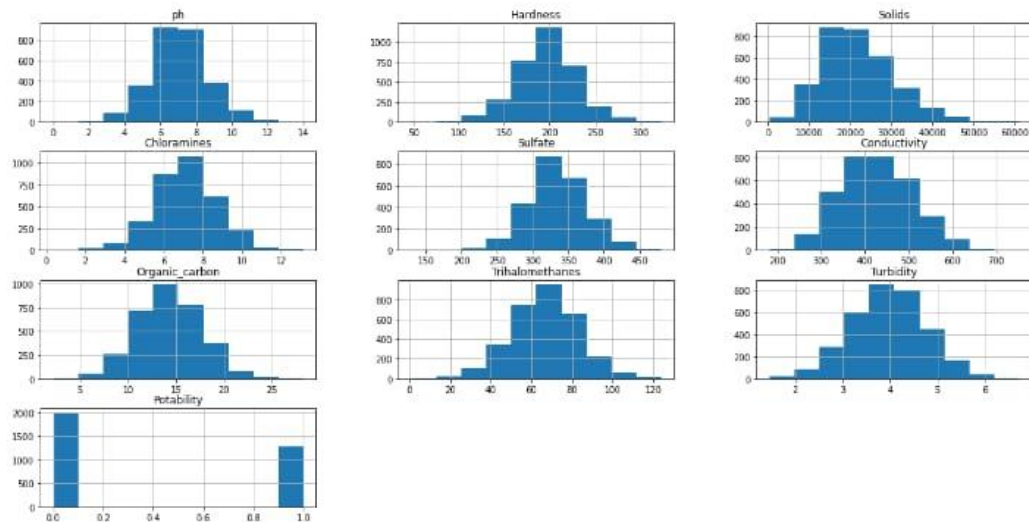 ph
Hardness
Solids
800
600
400
200
0
0 2 4 6 8 10 12 14
1000
750
500
250
0
50 100 150 200 250 300
800
600
400
200
0
0 10000 20000 30000 40000 50000 60000
Chloramines
Sulfate
Conductivity
1000
750
500
250
0
0 2 4 6 8 10 12
800
600
400
200
0
150 200 250 300 350 400 450
800
600
400
200
0
200 300 400 500 600 700
Organic_carbon
Trihalomethanes
Turbidity
1000
750
500
250
0
5 10 15 20 25
800
600
400
200
0
0 20 40 60 80 100 120
800
600
400
200
0
2 3 4 5 6
Potability
2000
1500
1000
500
0
0.0 0.2 0.4 0.6 0.8 1.0